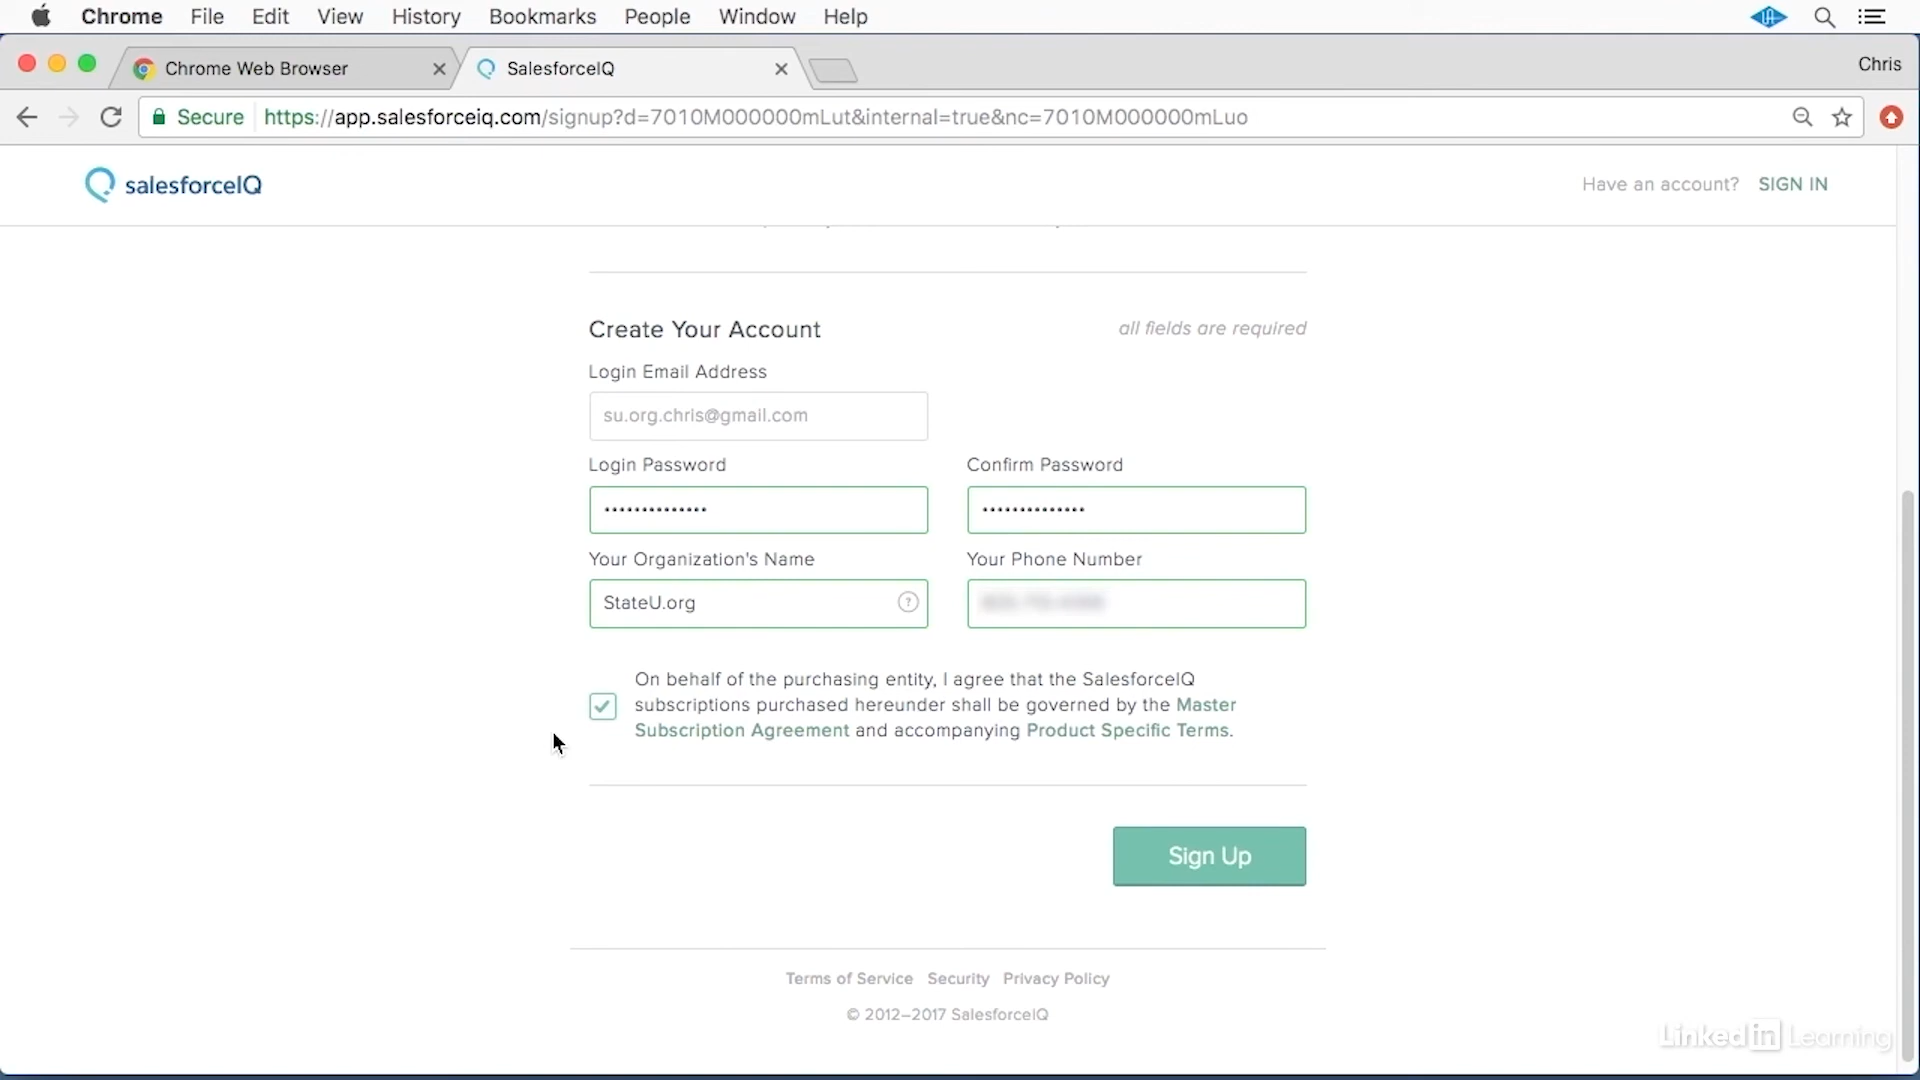 Chrome File Edit View History Bookmarks People Window Help
Chrome Web Browser
SalesforceIQ
Chris
Secure
https://app.salesforceiq.com/signup?d=7010M000000mLut&internal=true&nc=7010M000000mLuo
salesforceIQ
Have an account? SIGN IN
Create Your Account
all fields are required
Login Email Address
su.org.chris@gmail.com
Login Password
Confirm Password
••••••••••••••
••••••••••••••
Your Organization's Name
Your Phone Number
StateU.org
?
On behalf of the purchasing entity, I agree that the SalesforceIQ
subscriptions purchased hereunder shall be governed by the Master
Subscription Agreement and accompanying Product Specific Terms.
Sign Up
Terms of Service Security Privacy Policy
© 2012–2017 SalesforceIQ
Linked in Learning